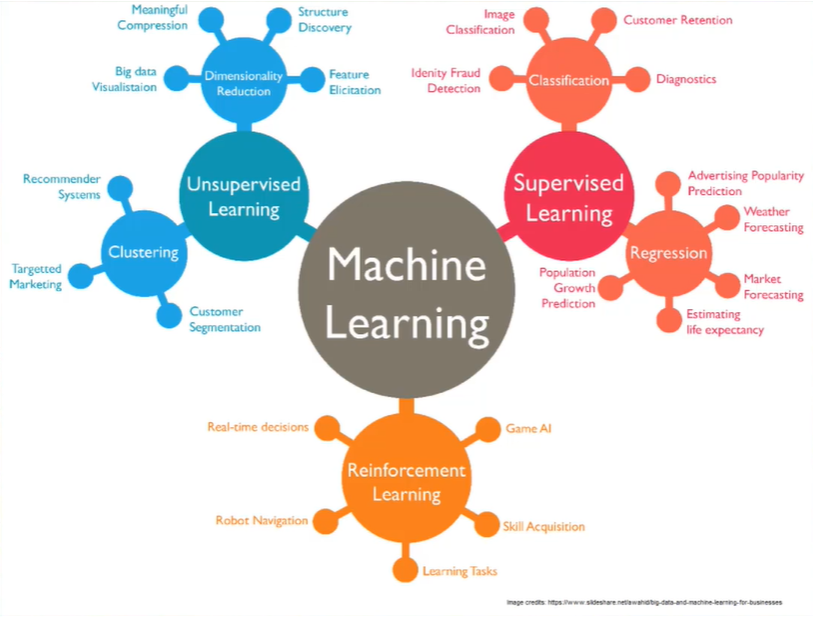 Meaningful
Compression
Structure
Discovery
Big data
Visualistaion
Dimensionality
Reduction
Feature
Elicitation
Recommender
Systems
Unsupervised
Learning
Clustering
Targetted
Marketing
Customer
Segmentation
Machine
Learning
Image
Classification
Customer Retention
Idenity Fraud
Detection
Classification
Diagnostics
Supervised
Learning
Advertising Popularity
Prediction
Weather
Forecasting
Regression
Population
Growth
Prediction
Market
Forecasting
Estimating
life expectancy
Real-time decisions
Game AI
Reinforcement
Learning
Robot Navigation
Skill Acquisition
Learning Tasks
Image credits: https://www.slideshare.net/awahid/big-data-and-machine-learning-for-businesses